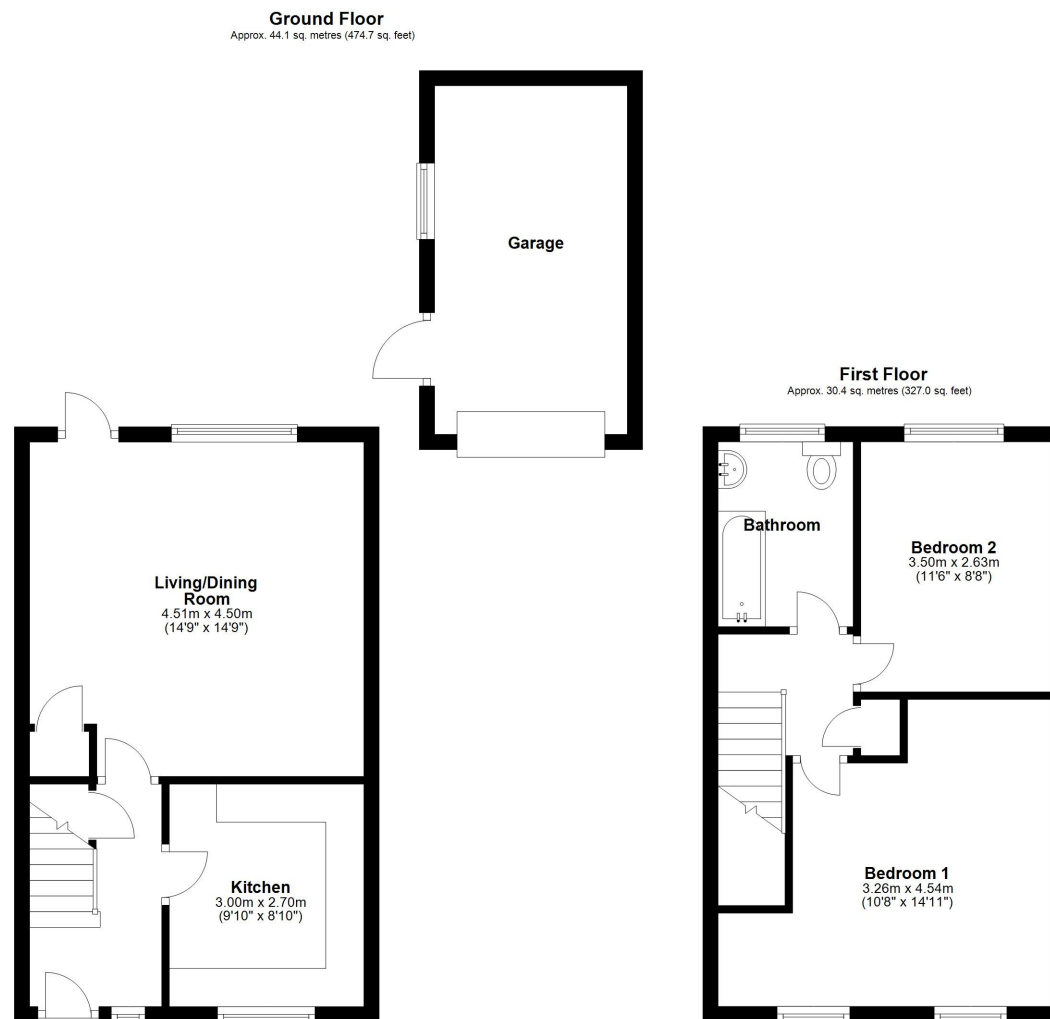 Ground Floor
Approx. 44.1 sq. metres (474.7 sq. feet)
Garage
First Floor
Approx. 30.4 sq. metres (327.0 sq. feet)
Living/Dining
Room
4.51m x 4.50m
(14'9" x 14'9")
Bathroom
Bedroom 2
3.50m x 2.63m
(11'6" x 8'8")
Kitchen
3.00m x 2.70m
(9'10" x 8'10")
Bedroom 1
3.26m x 4.54m
(10'8" x 14'11")